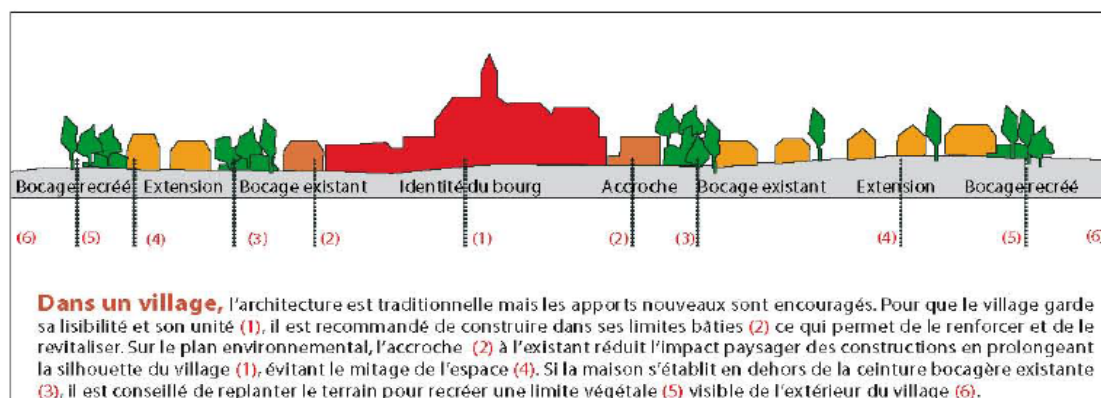 Bocage recréé Extension Bocage existant Identité du bourg Accroche Bocage existant Extension Bocage recréé
(6) (5) (4) (3) (2) (1) (2) (3) (4) (5) (6)
Dans un village, l'architecture est traditionnelle mais les apports nouveaux sont encouragés. Pour que le village garde
sa lisibilité et son unité (1), il est recommandé de construire dans ses limites bâties (2) ce qui permet de le renforcer et de le
revitaliser. Sur le plan environnemental, l'accroche (2) à l'existant réduit l'impact paysager des constructions en prolongeant
la silhouette du village (1), évitant le mitage de l'espace (4). Si la maison s'établit en dehors de la ceinture bocagère existante
(3), il est conseillé de replanter le terrain pour recréer une limite végétale (5) visible de l'extérieur du village (6).